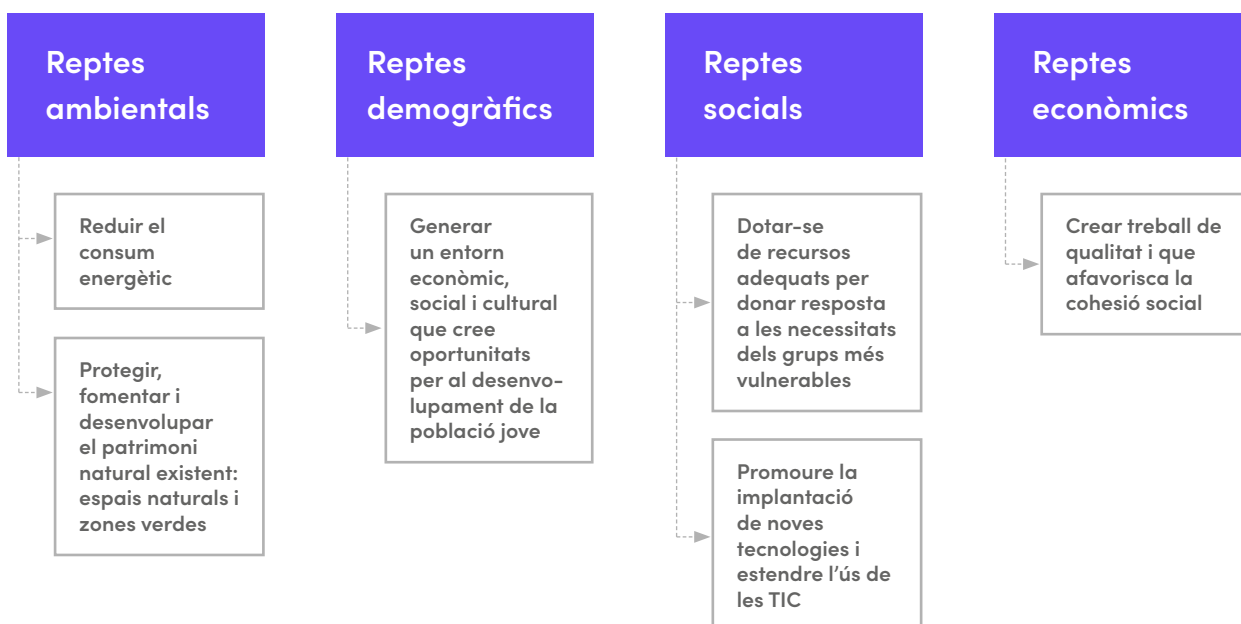 Reptes
ambientals
Reduir el
consum
energètic
Protegir,
fomentar i
desenvolupar
el patrimoni
natural existent:
espais naturals i
zones verdes
Reptes
demogràfics
Generar
un entorn
econòmic,
social i cultural
que cree
oportunitats
per al desenvo-
lupament de la
població jove
Reptes
socials
Dotar-se
de recursos
adequats per
donar resposta
a les necessitats
dels grups més
vulnerables
Promoure la
implantació
de noves
tecnologies i
estendre l'ús de
les TIC
Reptes
econòmics
Crear treball de
qualitat i que
afavorisca la
cohesió social